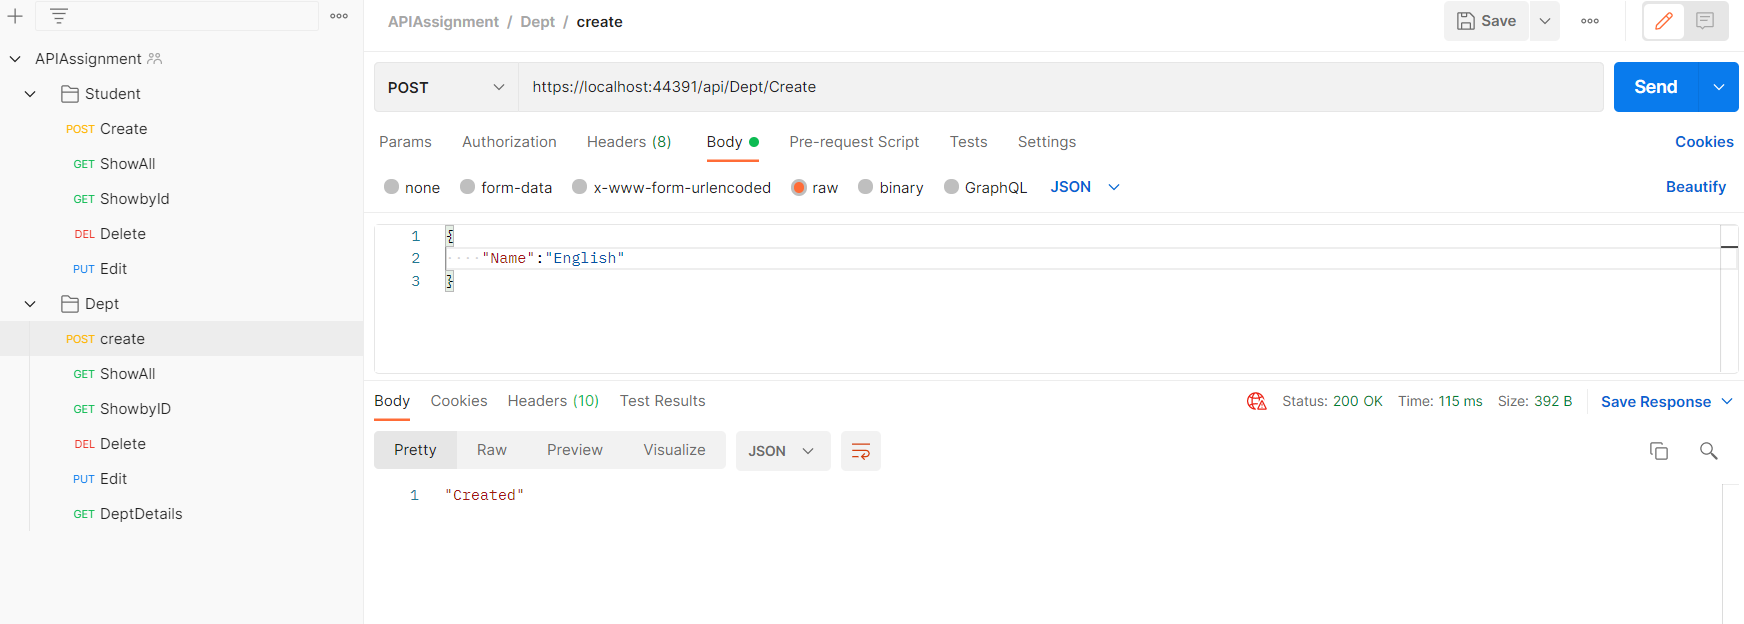 APIAssignment
Student
POST Create
GET ShowAll
GET ShowbyId
DEL Delete
PUT Edit
Dept
POST create
GET ShowAll
GET ShowbyID
DEL Delete
PUT Edit
GET DeptDetails
APIAssignment / Dept / create
Save
POST https://localhost:44391/api/Dept/Create
Send
Params Authorization Headers (8) Body Pre-request Script Tests Settings Cookies
none form-data x-www-form-urlencoded raw binary GraphQL JSON Beautify
1 {
2 "Name":"English"
3 }
Body Cookies Headers (10) Test Results Status: 200 OK Time: 115 ms Size: 392 B Save Response
Pretty Raw Preview Visualize JSON
1 "Created"